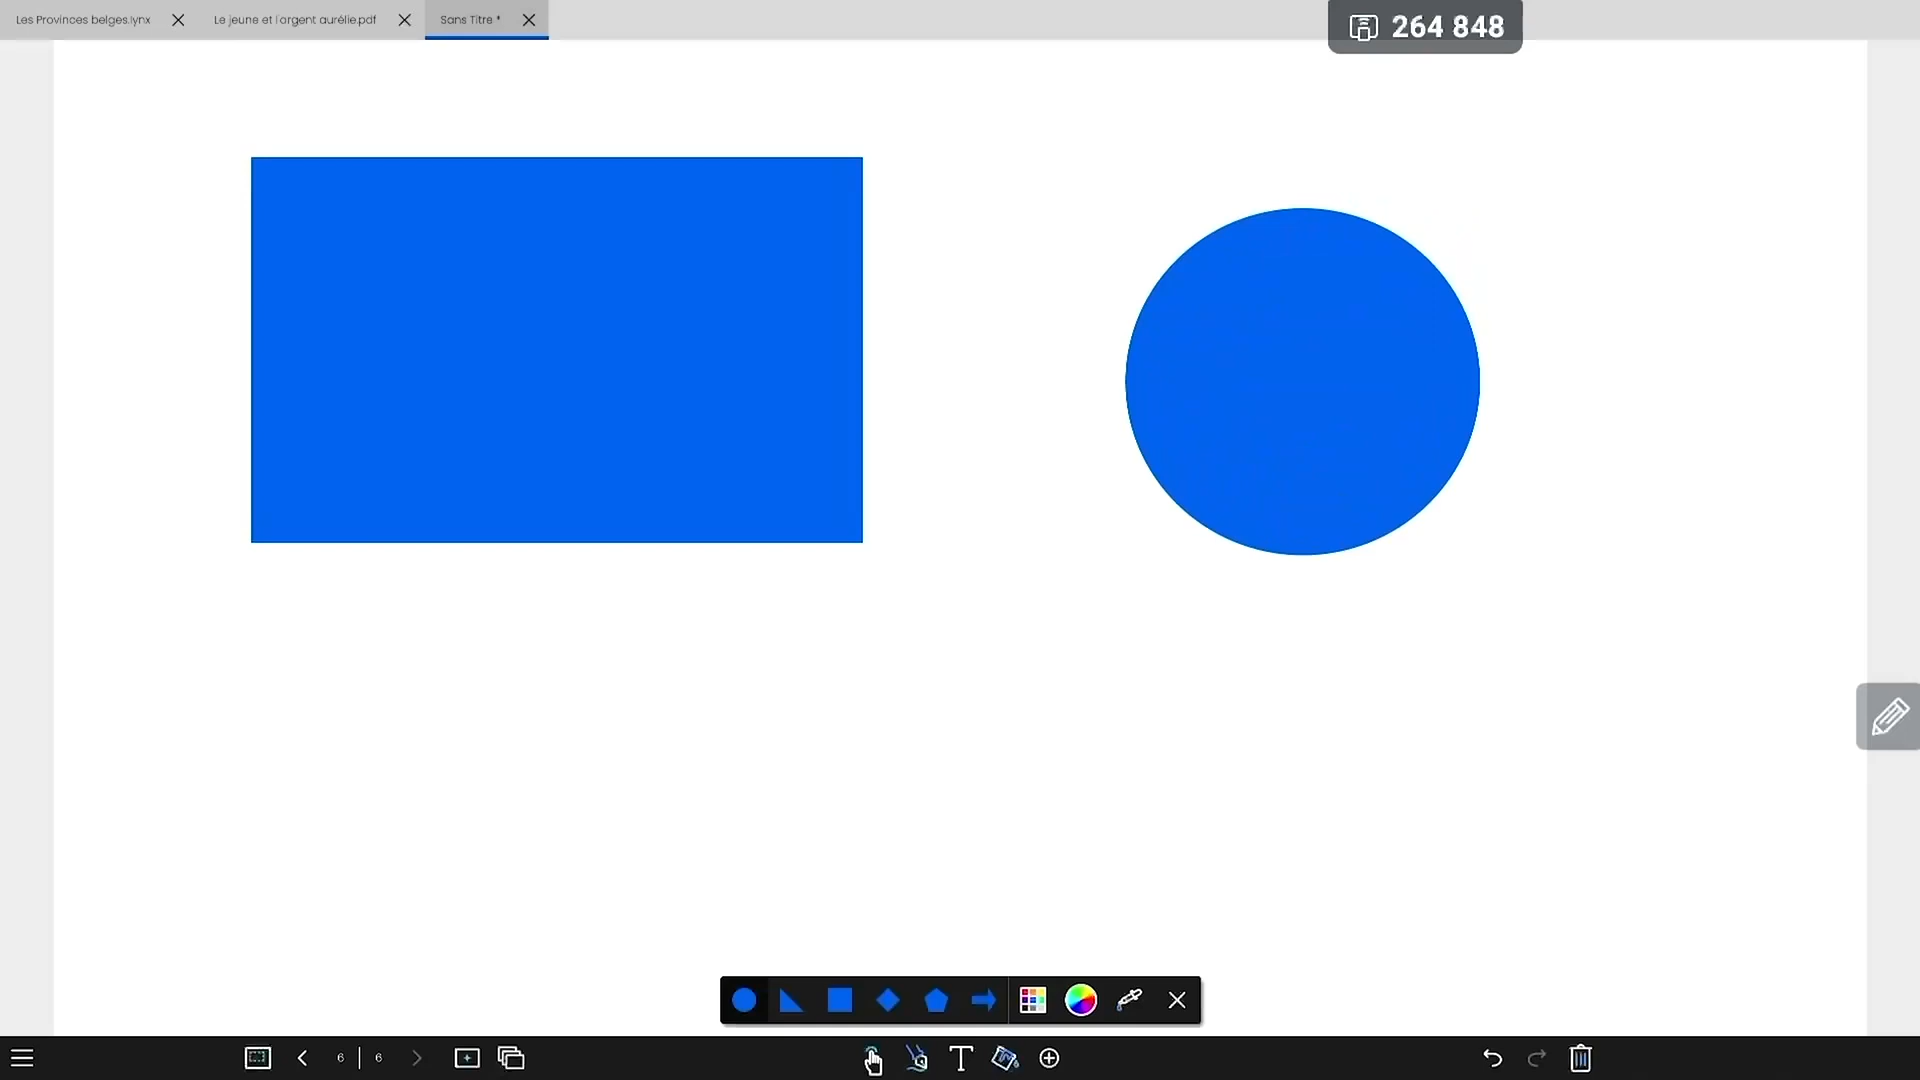 Les Provinces belges.lynx
Le jeune et l'argent aurélie.pdf
Sans Titre *
264 848
6 | 6